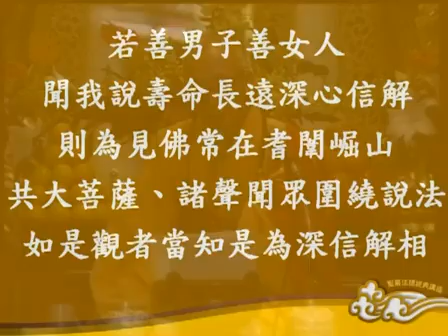 若善男子善女人
聞我說壽命長遠深心信解
則為見佛常在耆闍崛山
共大菩薩、諸聲聞眾圍繞說法
如是觀者當知是為深信解相